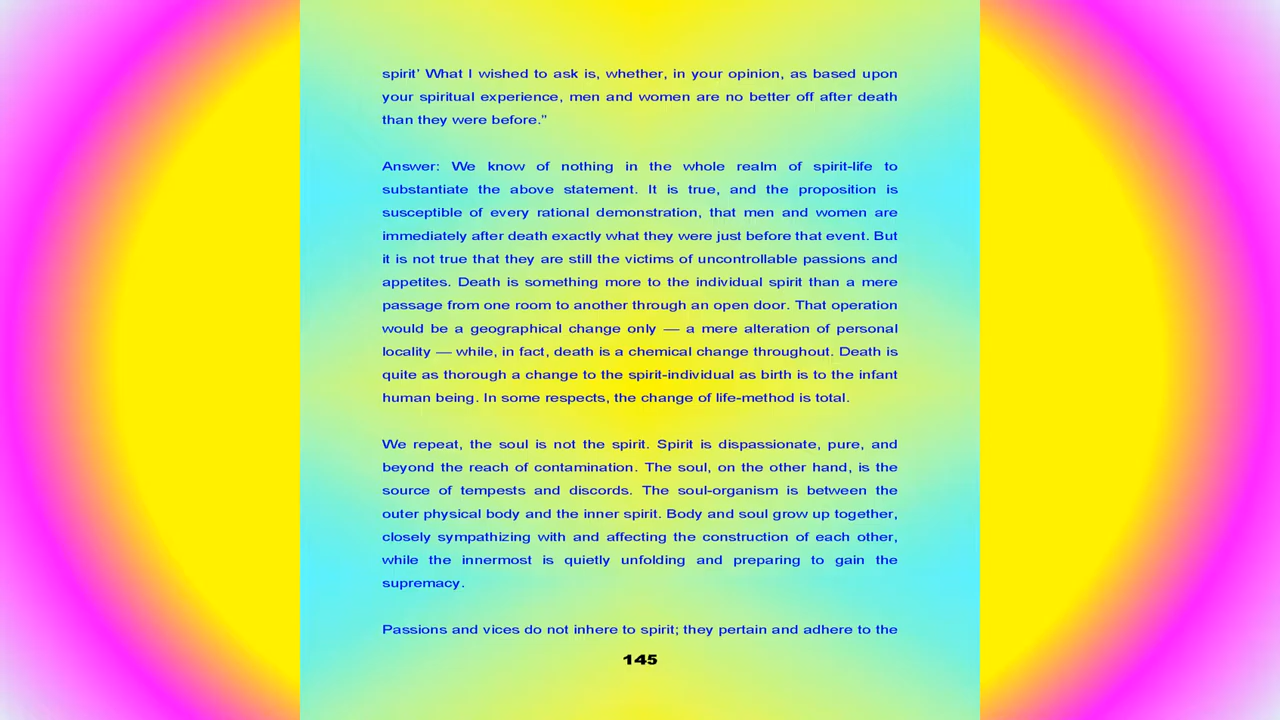 spirit' What I wished to ask is, whether, in your opinion, as based upon
your spiritual experience, men and women are no better off after death
than they were before."
Answer: We know of nothing in the whole realm of spirit-life to
substantiate the above statement. It is true, and the proposition is
susceptible of every rational demonstration, that men and women are
immediately after death exactly what they were just before that event. But
it is not true that they are still the victims of uncontrollable passions and
appetites. Death is something more to the individual spirit than a mere
passage from one room to another through an open door. That operation
would be a geographical change only — a mere alteration of personal
locality — while, in fact, death is a chemical change throughout. Death is
quite as thorough a change to the spirit-individual as birth is to the infant
human being. In some respects, the change of life-method is total.
We repeat, the soul is not the spirit. Spirit is dispassionate, pure, and
beyond the reach of contamination. The soul, on the other hand, is the
source of tempests and discords. The soul-organism is between the
outer physical body and the inner spirit. Body and soul grow up together,
closely sympathizing with and affecting the construction of each other,
while the innermost is quietly unfolding and preparing to gain the
supremacy.
Passions and vices do not inhere to spirit; they pertain and adhere to the
145